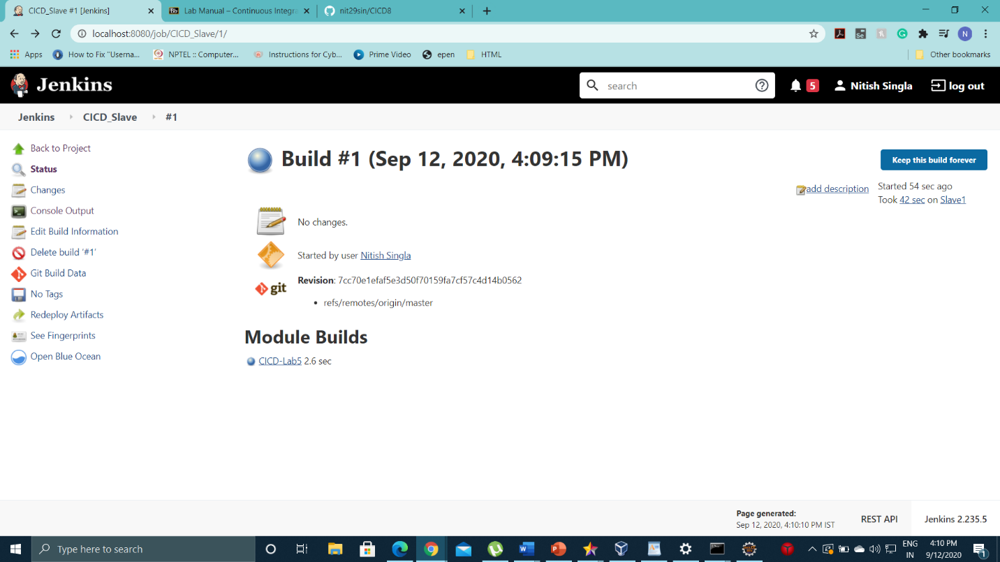 CICD_Slave #1 [Jenkins]
Bb Lab Manual – Continuous Integra
nit29sin/CICD8
localhost:8080/job/CICD_Slave/1/
N
Apps
How to Fix "Userna...
NPTEL :: Computer...
Instructions for Cyb...
Prime Video
epen
HTML
Other bookmarks
Jenkins
search
5
Nitish Singla
log out
Jenkins
CICD_Slave
#1
Back to Project
Status
Changes
Console Output
Edit Build Information
Delete build '#1'
Git Build Data
No Tags
Redeploy Artifacts
See Fingerprints
Open Blue Ocean
Build #1 (Sep 12, 2020, 4:09:15 PM)
Keep this build forever
add description
Started 54 sec ago
Took 42 sec on Slave1
No changes.
Started by user Nitish Singla
git
Revision: 7cc70e1efaf5e3d50f70159fa7cf57c4d14b0562
• refs/remotes/origin/master
Module Builds
CICD-Lab5 2.6 sec
Page generated:
Sep 12, 2020, 4:10:10 PM IST
REST API
Jenkins 2.235.5
Type here to search
ENG
IN
4:10 PM
9/12/2020
1